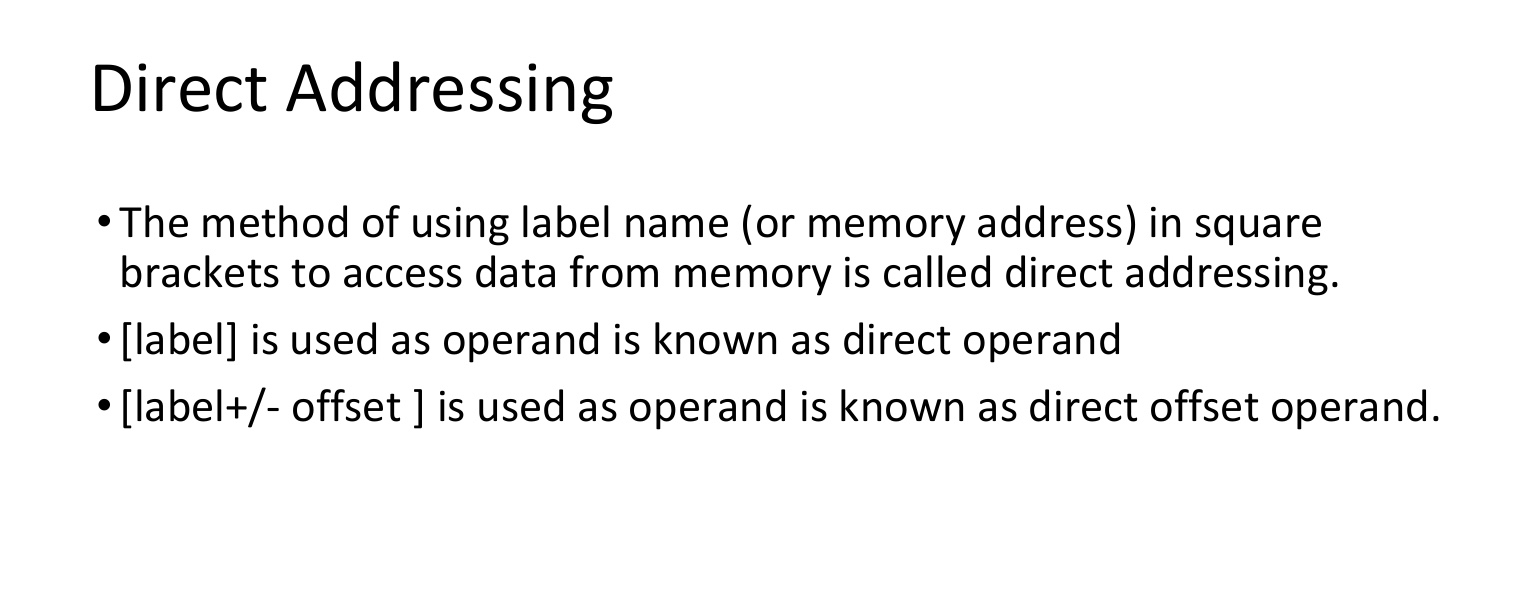 Direct Addressing
•The method of using label name (or memory address) in square
brackets to access data from memory is called direct addressing.
•[label] is used as operand is known as direct operand
•[label+/- offset ] is used as operand is known as direct offset operand.